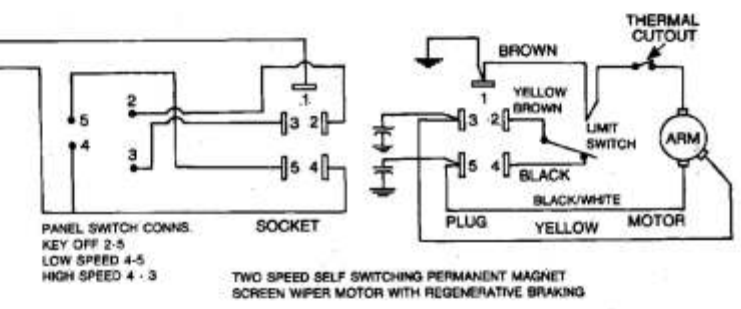 THERMAL
CUTOUT
BROWN
1
1
YELLOW
BROWN
2
5
3 2
3 2
LIMIT
SWITCH
ARM
4
3
5 4
5 4
BLACK
BLACK/WHITE
PANEL SWITCH CONNS.
SOCKET
PLUG
YELLOW
MOTOR
KEY OFF 2-5
LOW SPEED 4-5
HIGH SPEED 4 - 3
TWO SPEED SELF SWITCHING PERMANENT MAGNET
SCREEN WIPER MOTOR WITH REGENERATIVE BRAKING